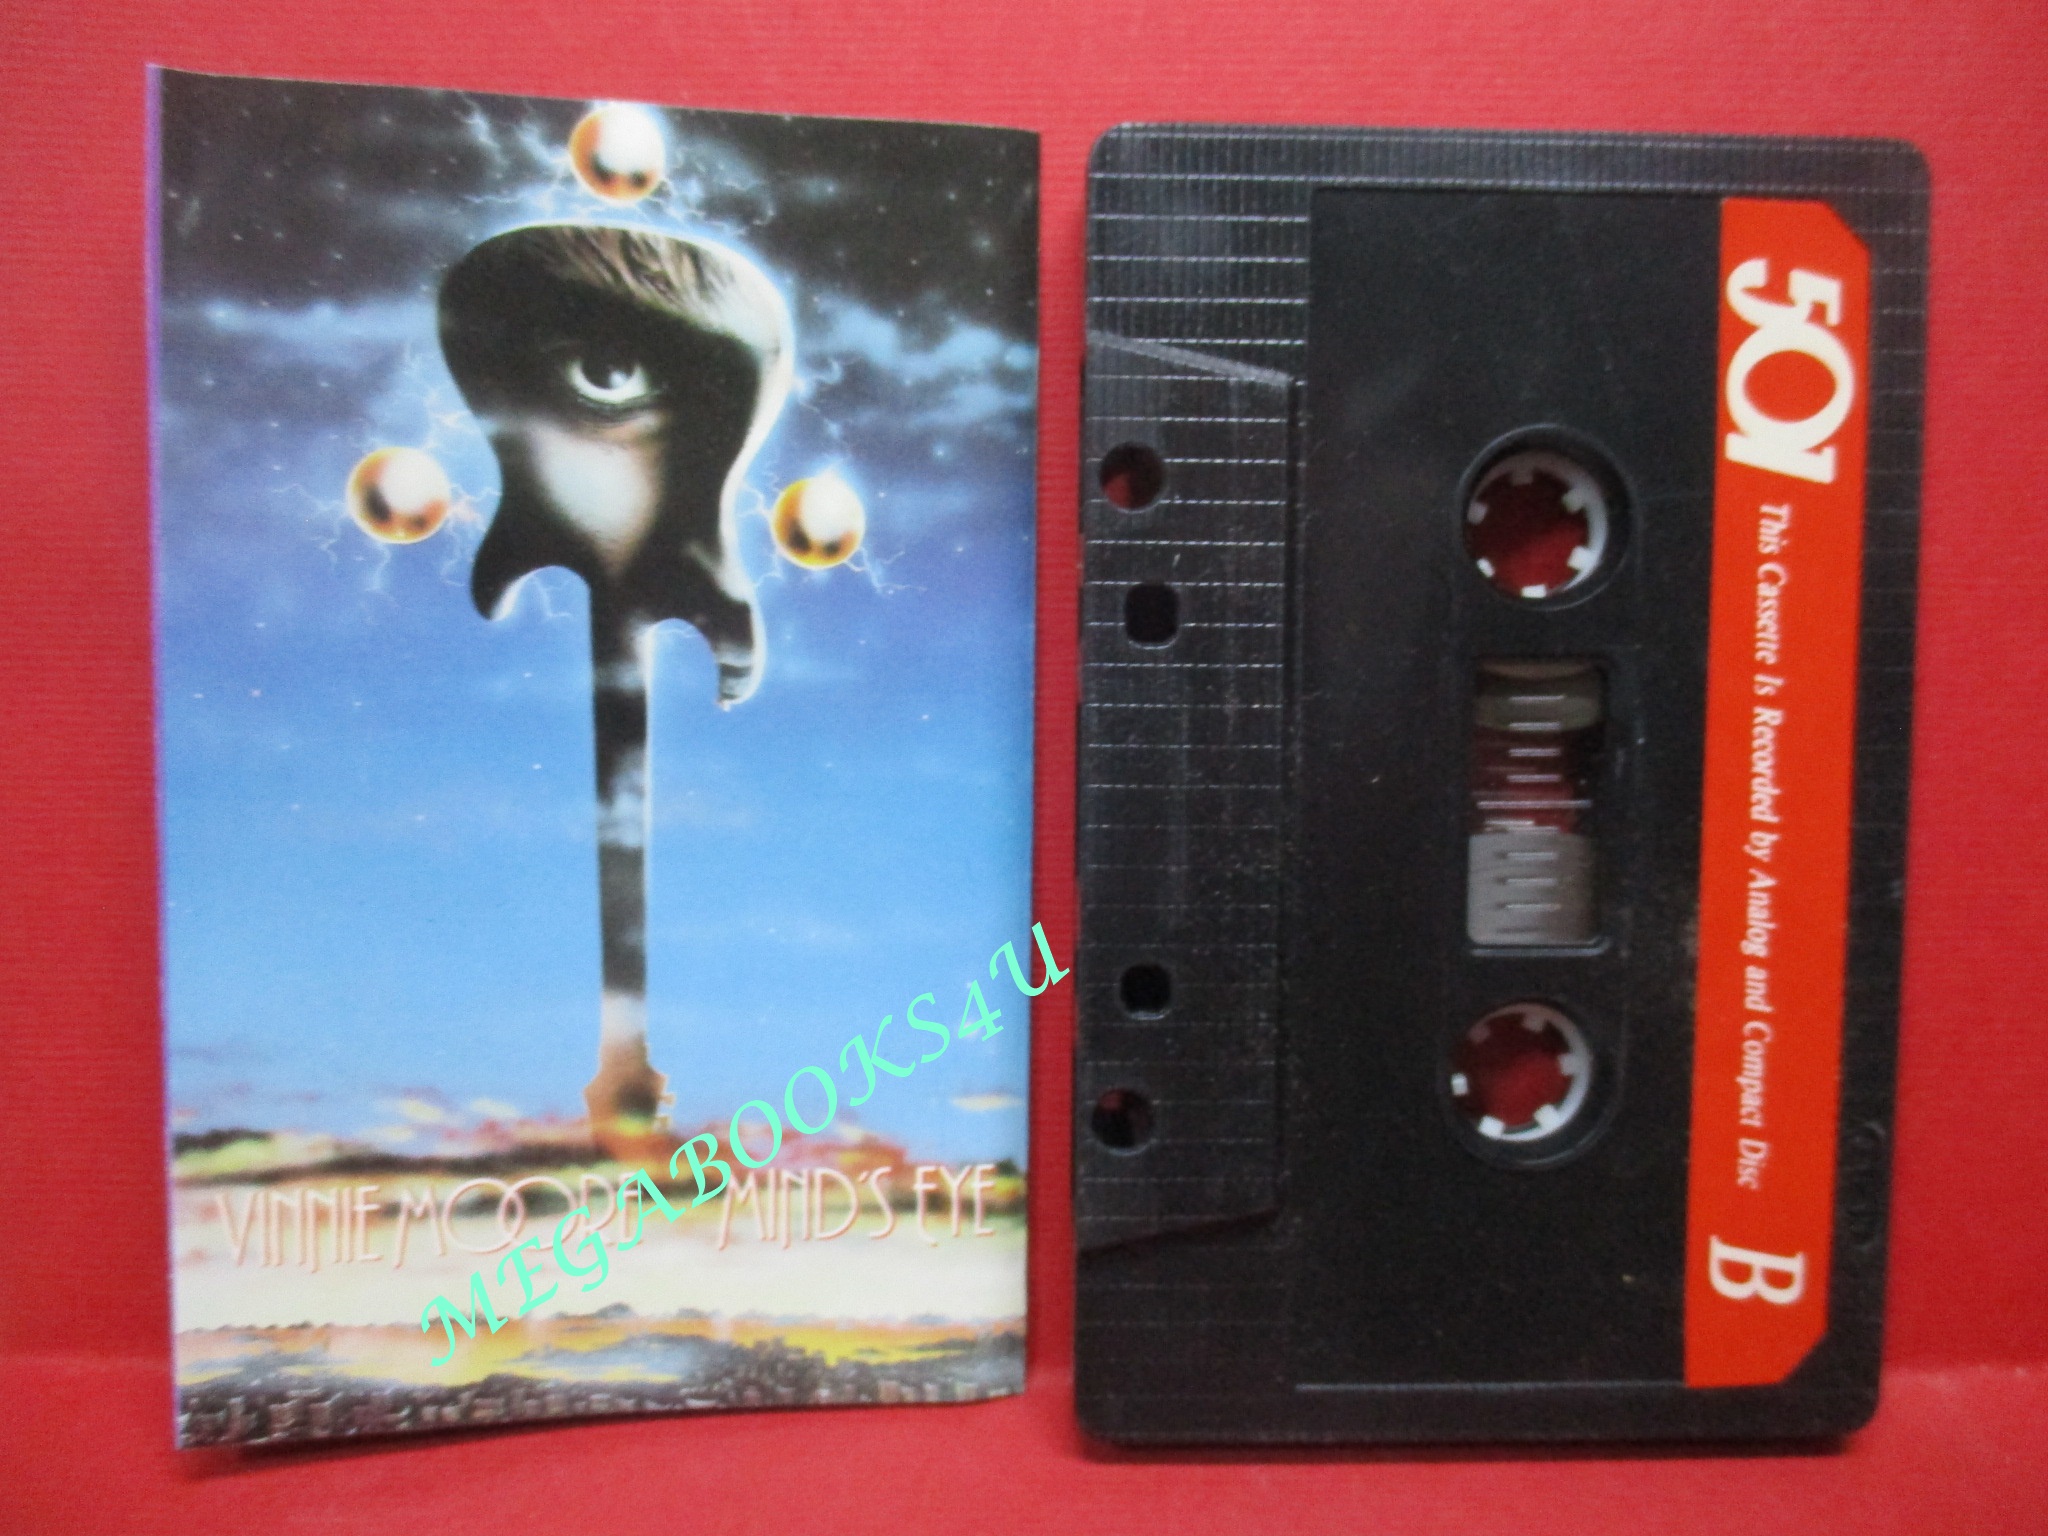 VINNIE MOORE MIND'S EYE
MEGABOOKS4U
501 This Cassette Is Recorded by Analog and Compact Disc B